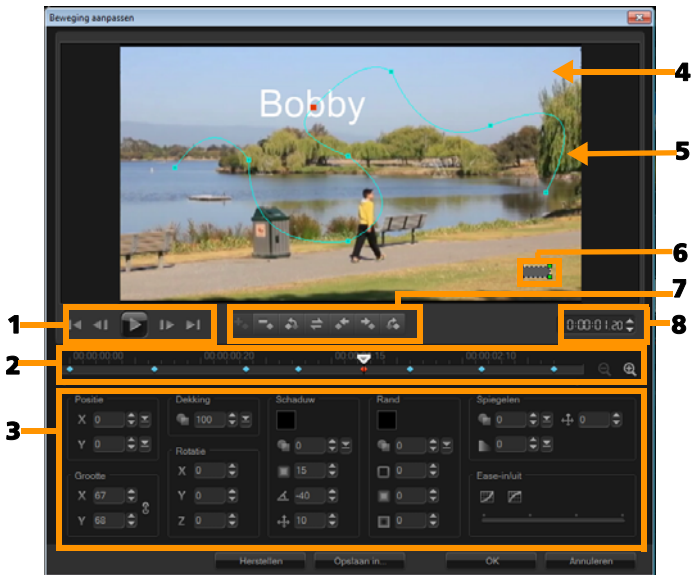 Beweging aanpassen
4
Bobby
5
6
7
1
0:00:01.20
8
2
00:00:00:00
00:00:00:20
00:00:02:10
3
Positie
Dekking
Schaduw
Rand
Spiegelen
X 0
100
0
0
Y 0
0
0
0
Rotatie
Grootte
X 0
15
0
Ease-in/uit
X 67
Y 0
-40
0
Y 68
Z 0
10
0
Herstellen
Opslaan in...
OK
Annuleren